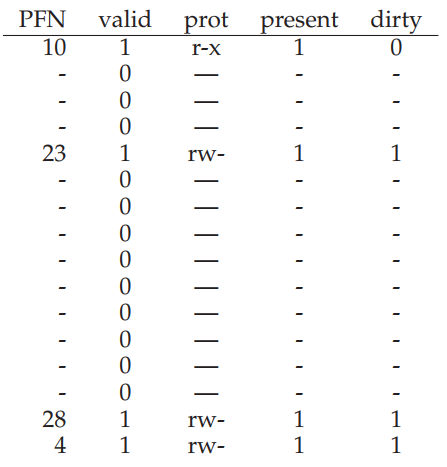 PFN valid prot present dirty
10 1 r-x 1 0
- 0 — - -
- 0 — - -
- 0 — - -
23 1 rw- 1 1
- 0 — - -
- 0 — - -
- 0 — - -
- 0 — - -
- 0 — - -
- 0 — - -
- 0 — - -
- 0 — - -
- 0 — - -
28 1 rw- 1 1
4 1 rw- 1 1